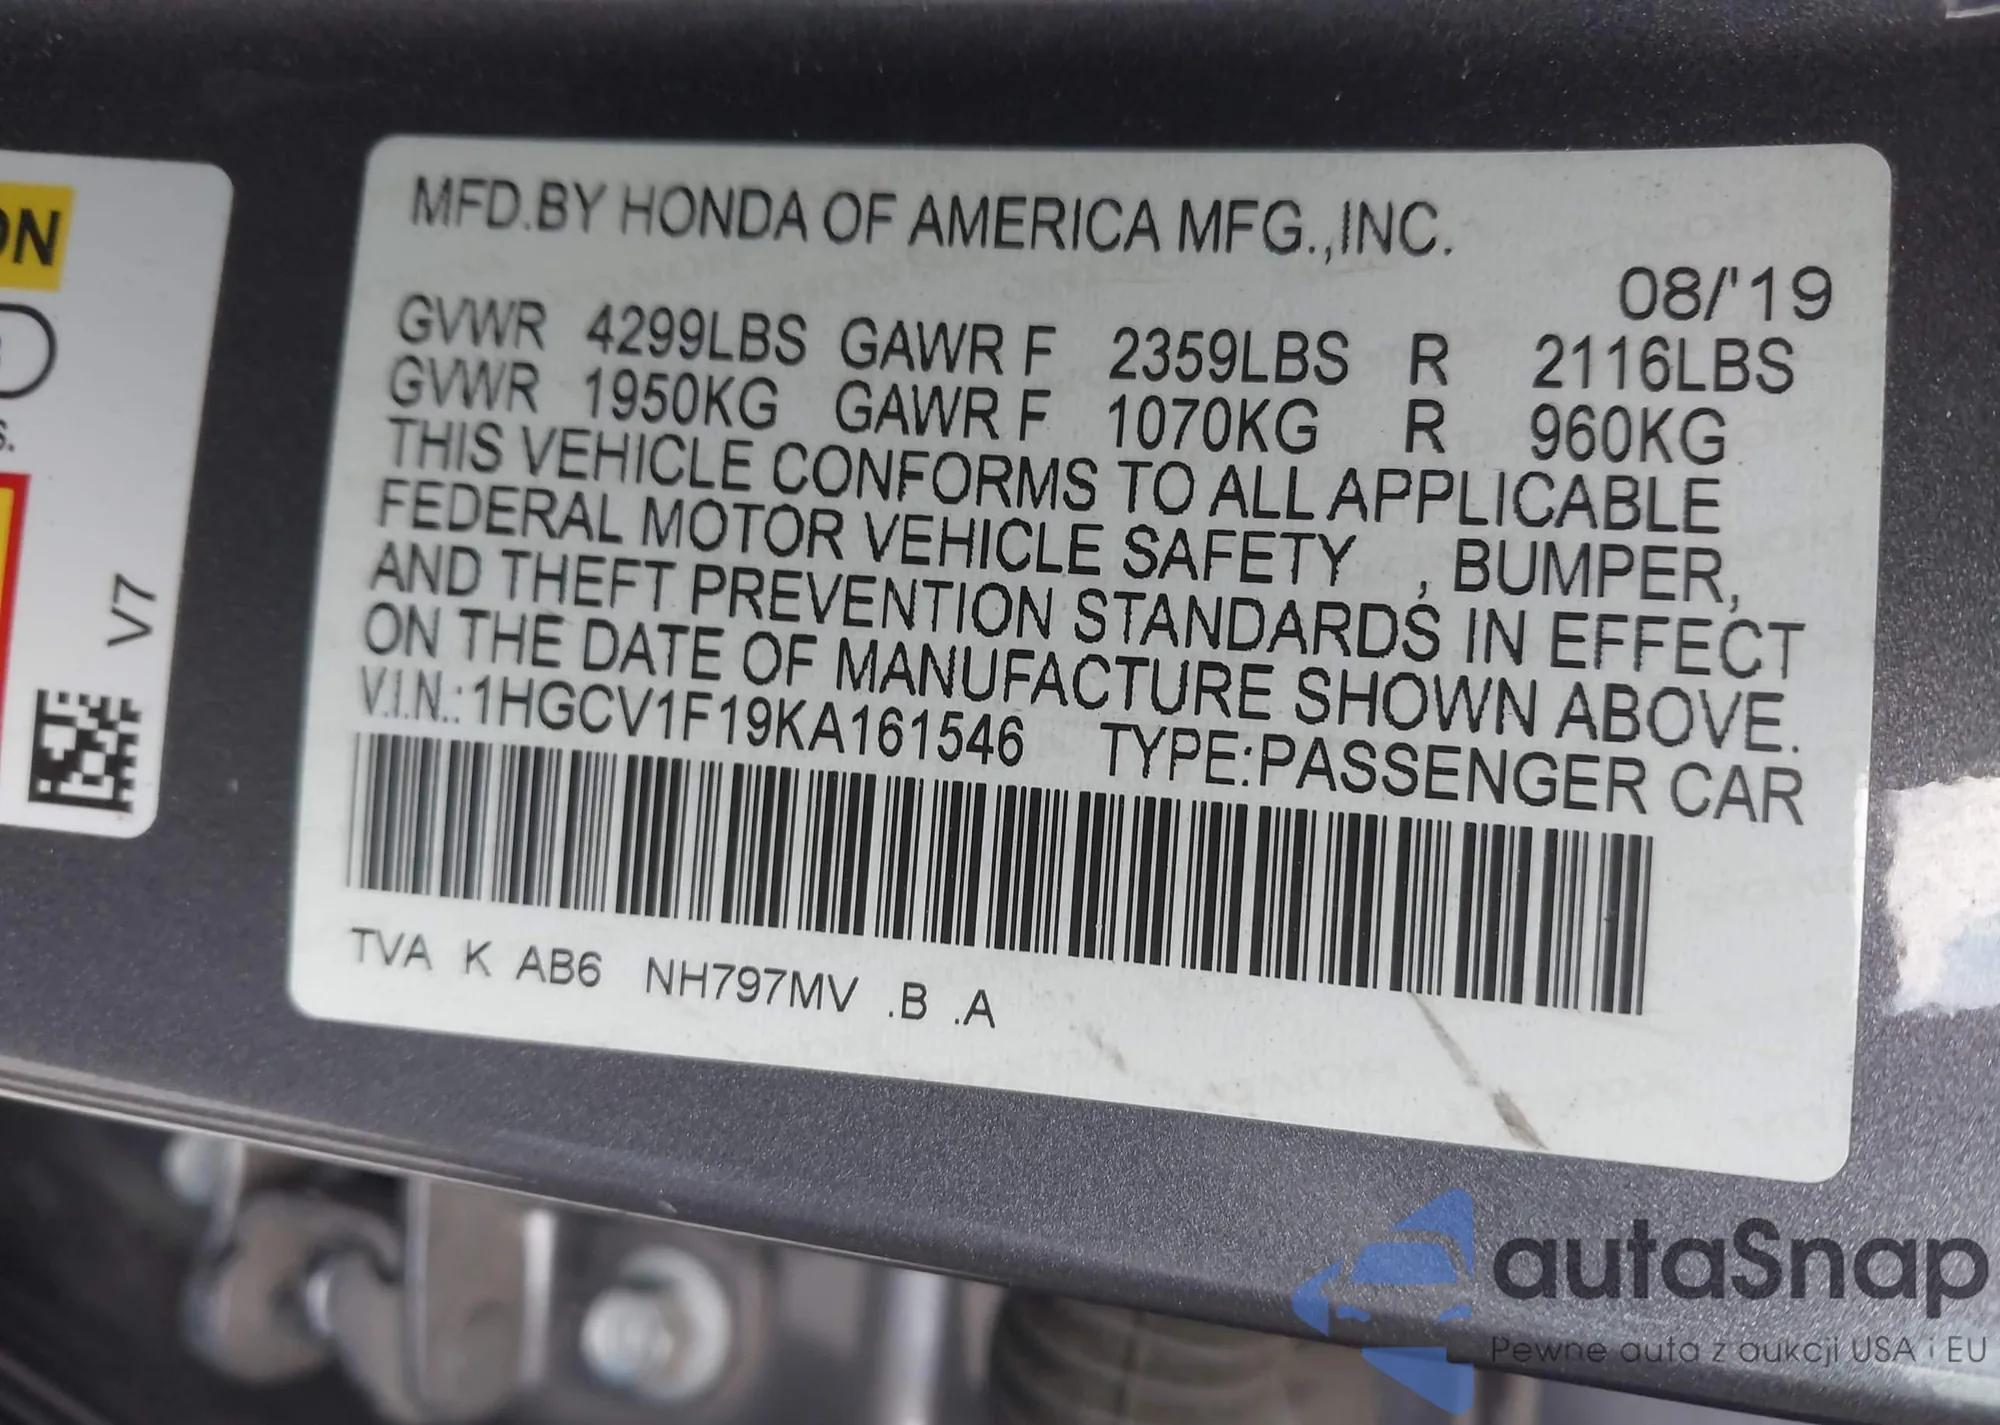 MFD.BY HONDA OF AMERICA MFG.,INC.
08/'19
GVWR 4299LBS GAWR F 2359LBS R 2116LBS
GVWR 1950KG GAWR F 1070KG R 960KG
THIS VEHICLE CONFORMS TO ALL APPLICABLE
FEDERAL MOTOR VEHICLE SAFETY , BUMPER,
AND THEFT PREVENTION STANDARDS IN EFFECT
ON THE DATE OF MANUFACTURE SHOWN ABOVE.
V.I.N.:1HGCV1F19KA161546 TYPE:PASSENGER CAR
TVA K AB6 NH797MV .B .A
V7
autaSnap
Pewne auta z aukcji USA i EU